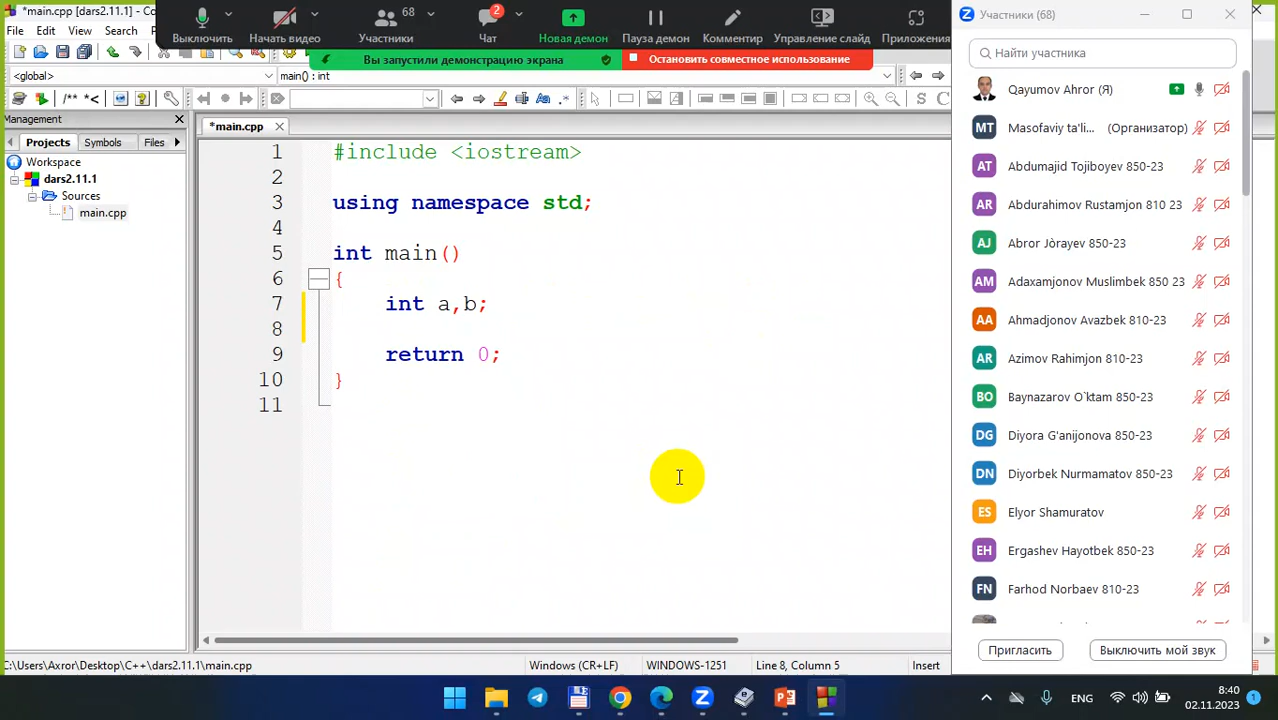 *main.cpp [dars2.11.1] - Co
File Edit View Search P
<global>
main() : int
Выключить
Начать видео
68
Участники
2
Чат
Новая демон
Пауза демон
Комментир
Управление слайд
Приложения
Вы запустили демонстрацию экрана
Остановить совместное использование
/** *<
Management
Projects Symbols Files
Workspace
dars2.11.1
Sources
main.cpp
*main.cpp
1 #include <iostream>
2
3 using namespace std;
4
5 int main()
6 {
7 int a,b;
8
9 return 0;
10 }
11
Участники (68)
Найти участника
Qayumov Ahror (Я)
MT Masofaviy ta'li... (Организатор)
AT Abdumajid Tojiboyev 850-23
AR Abdurahimov Rustamjon 810 23
AJ Abror Jòrayev 850-23
AM Adaxamjonov Muslimbek 850 23
AA Ahmadjonov Avazbek 810-23
AR Azimov Rahimjon 810-23
BO Baynazarov O`ktam 850-23
DG Diyora G'anijonova 850-23
DN Diyorbek Nurmamatov 850-23
ES Elyor Shamuratov
EH Ergashev Hayotbek 850-23
FN Farhod Norbaev 810-23
Пригласить
Выключить мой звук
C:\Users\Axror\Desktop\C++\dars2.11.1\main.cpp
Windows (CR+LF)
WINDOWS-1251
Line 8, Column 5
Insert
ENG
8:40
02.11.2023
1